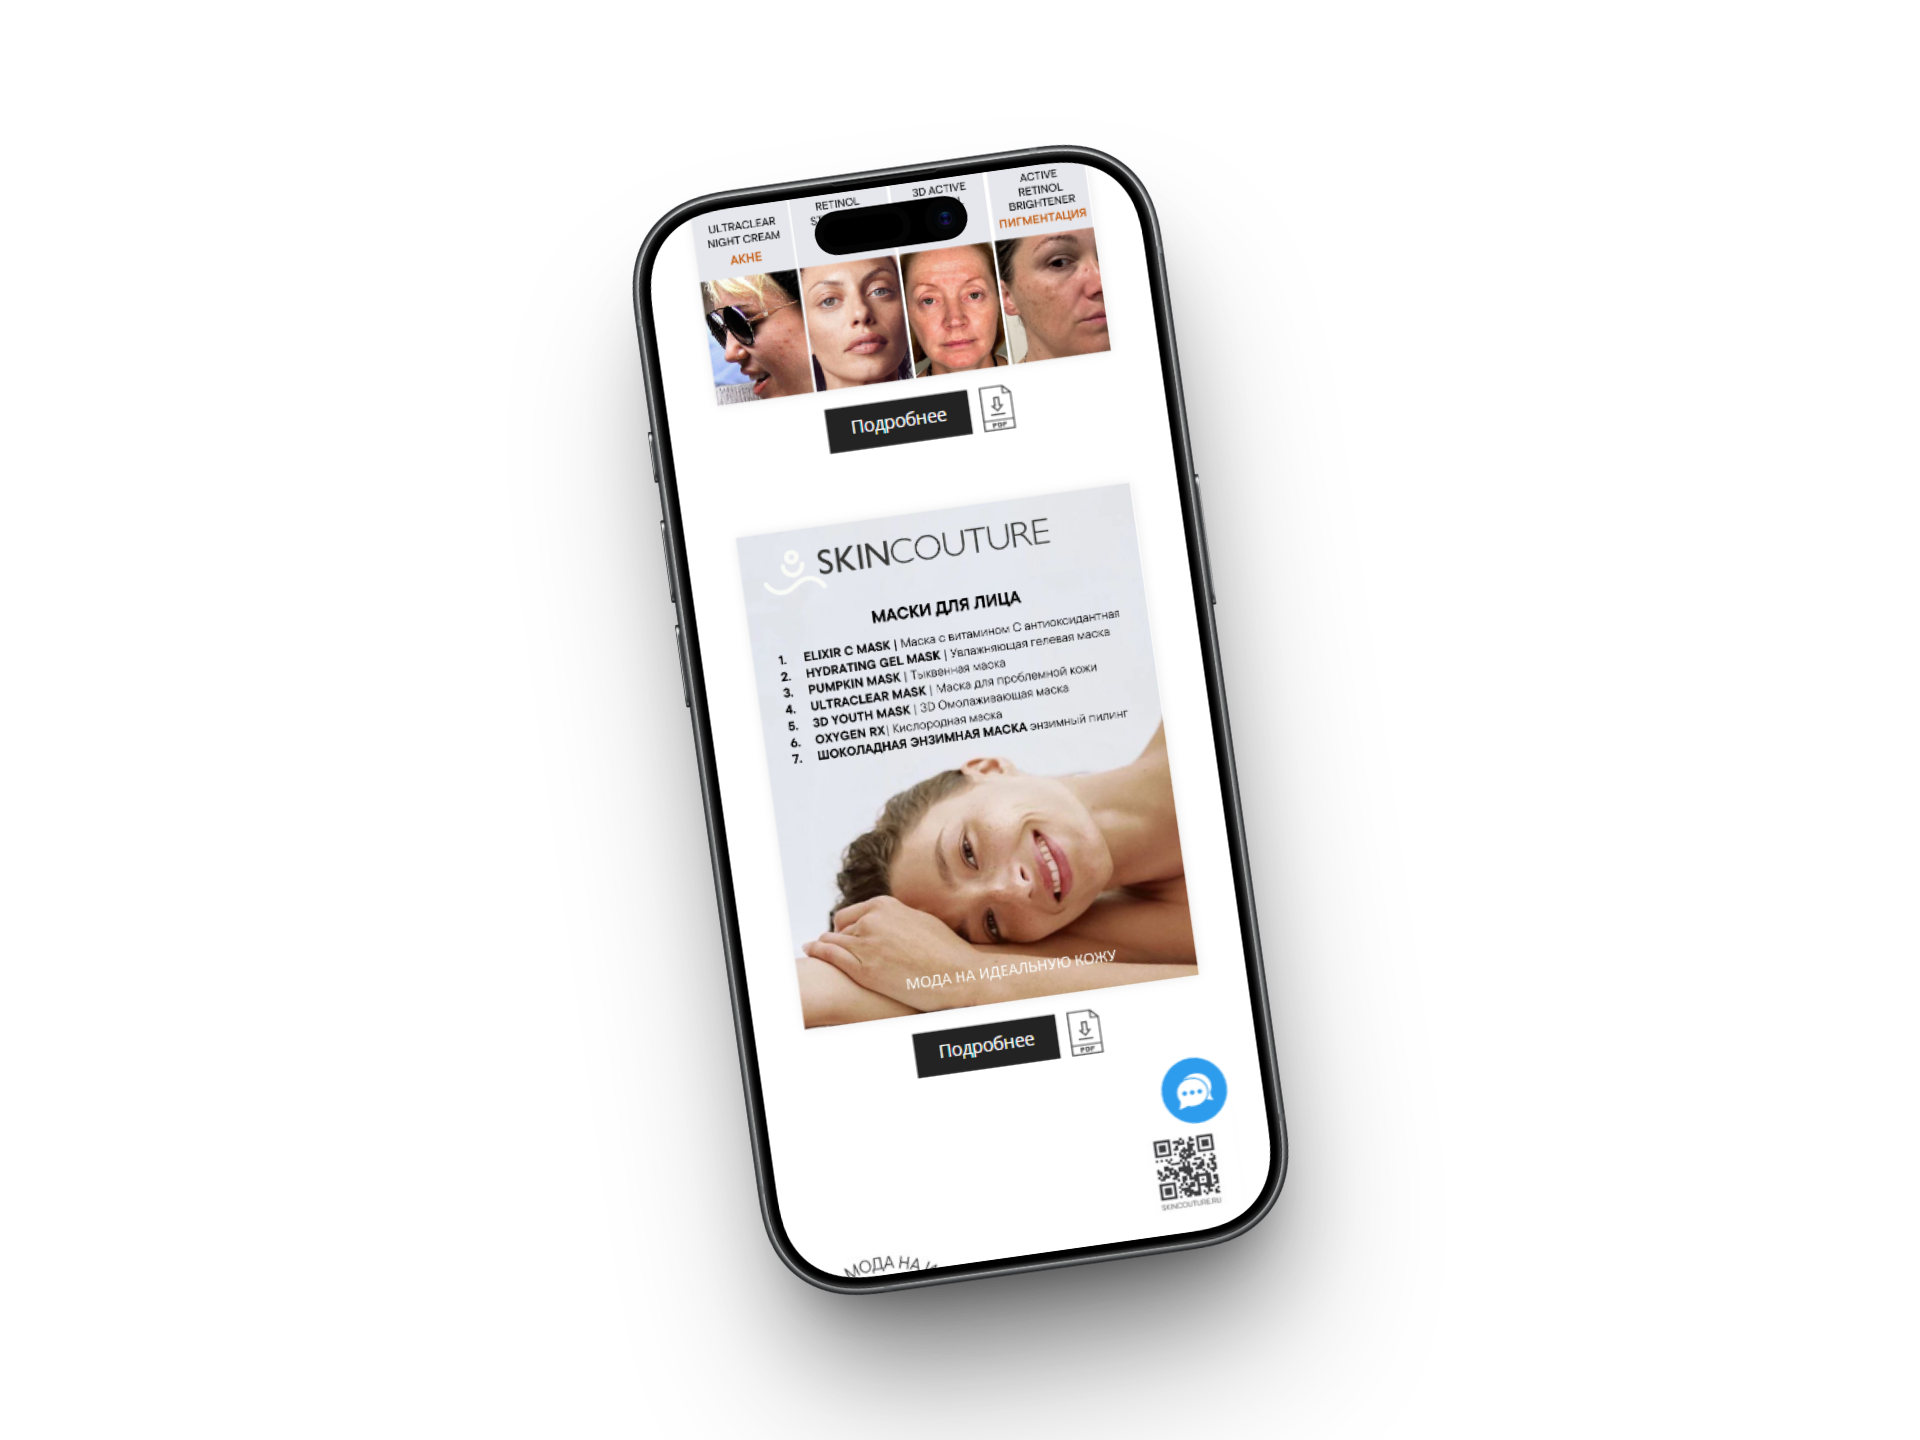 ULTRACLEAR
NIGHT CREAM
АКНЕ
RETINOL
3D ACTIVE
ACTIVE
RETINOL
BRIGHTENER
ПИГМЕНТАЦИЯ
Подробнее
PDF
SKINCOUTURE
МАСКИ ДЛЯ ЛИЦА
1. ELIXIR C MASK | Маска с витамином С антиоксидантная
2. HYDRATING GEL MASK | Увлажняющая гелевая маска
3. PUMPKIN MASK | Тыквенная маска
4. ULTRACLEAR MASK | Маска для проблемной кожи
5. 3D YOUTH MASK | 3D Омолаживающая маска
6. OXYGEN RX| Кислородная маска
7. ШОКОЛАДНАЯ ЭНЗИМНАЯ МАСКА энзимный пилинг
МОДА НА ИДЕАЛЬНУЮ КОЖУ
Подробнее
PDF
SKINCOUTURE.RU
МОДА НА